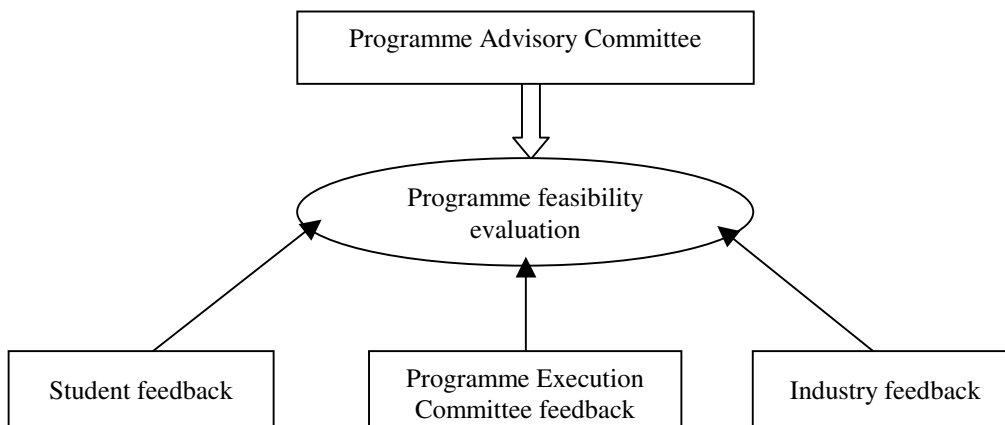 Programme Advisory Committee
Programme feasibility
evaluation
Student feedback
Programme Execution
Committee feedback
Industry feedback